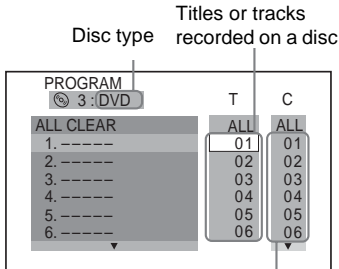 Titles or tracks
Disc type recorded on a disc
PROGRAM
3 : DVD T C
ALL CLEAR ALL ALL
1. ––––– 01 01
2. ––––– 02 02
3. ––––– 03 03
4. ––––– 04 04
5. ––––– 05 05
6. ––––– 06 06